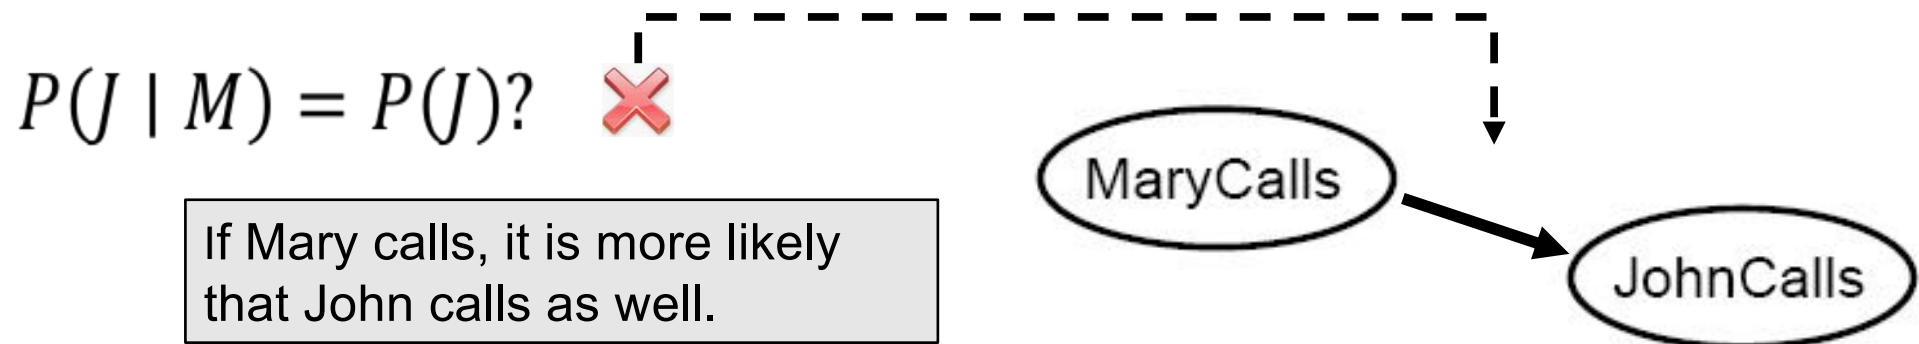 P(J | M) = P(J)?
MaryCalls
If Mary calls, it is more likely
that John calls as well.
JohnCalls